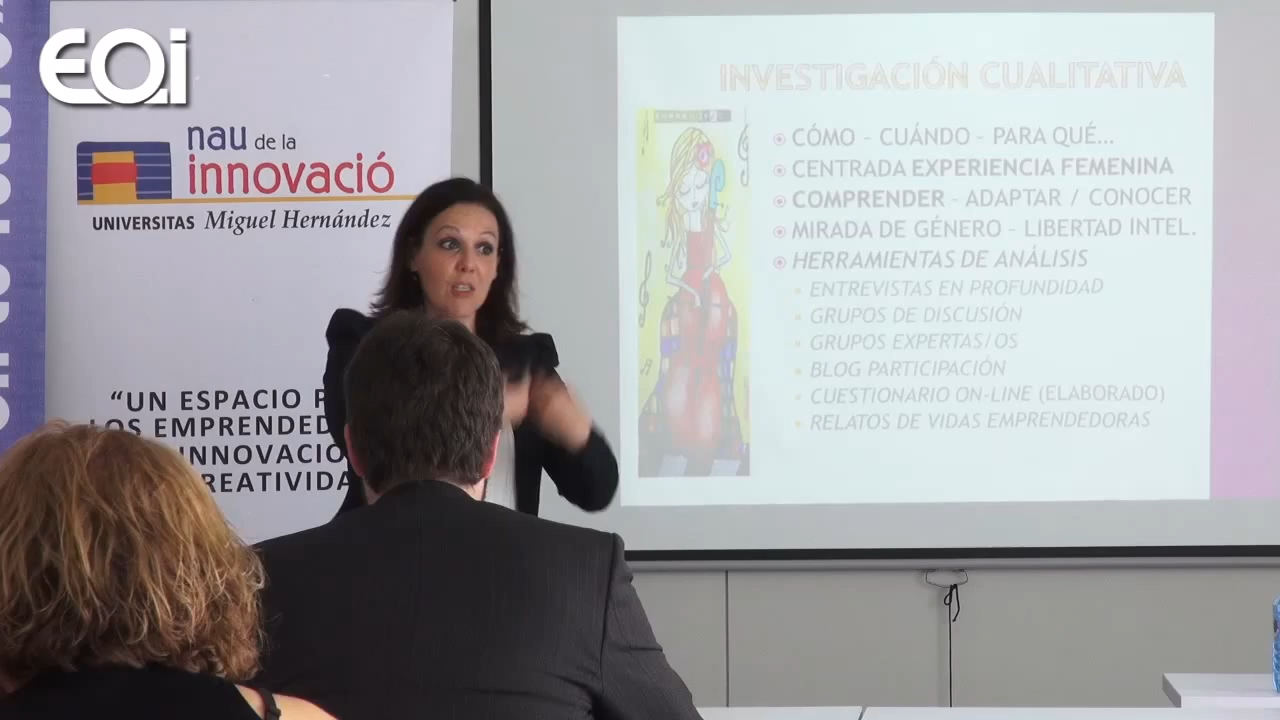 EOi
nau de la
innovació
UNIVERSITAS Miguel Hernández
“UN ESPACIO
LOS EMPRENDED
INNOVACIO
REATIVIDA
INVESTIGACIÓN CUALITATIVA
CÓMO – CUÁNDO – PARA QUÉ…
CENTRADA EXPERIENCIA FEMENINA
COMPRENDER – ADAPTAR / CONOCER
MIRADA DE GÉNERO – LIBERTAD INTEL.
HERRAMIENTAS DE ANÁLISIS
ENTREVISTAS EN PROFUNDIDAD
GRUPOS DE DISCUSIÓN
GRUPOS EXPERTAS/OS
BLOG PARTICIPACIÓN
CUESTIONARIO ON-LINE (ELABORADO)
RELATOS DE VIDAS EMPRENDEDORAS